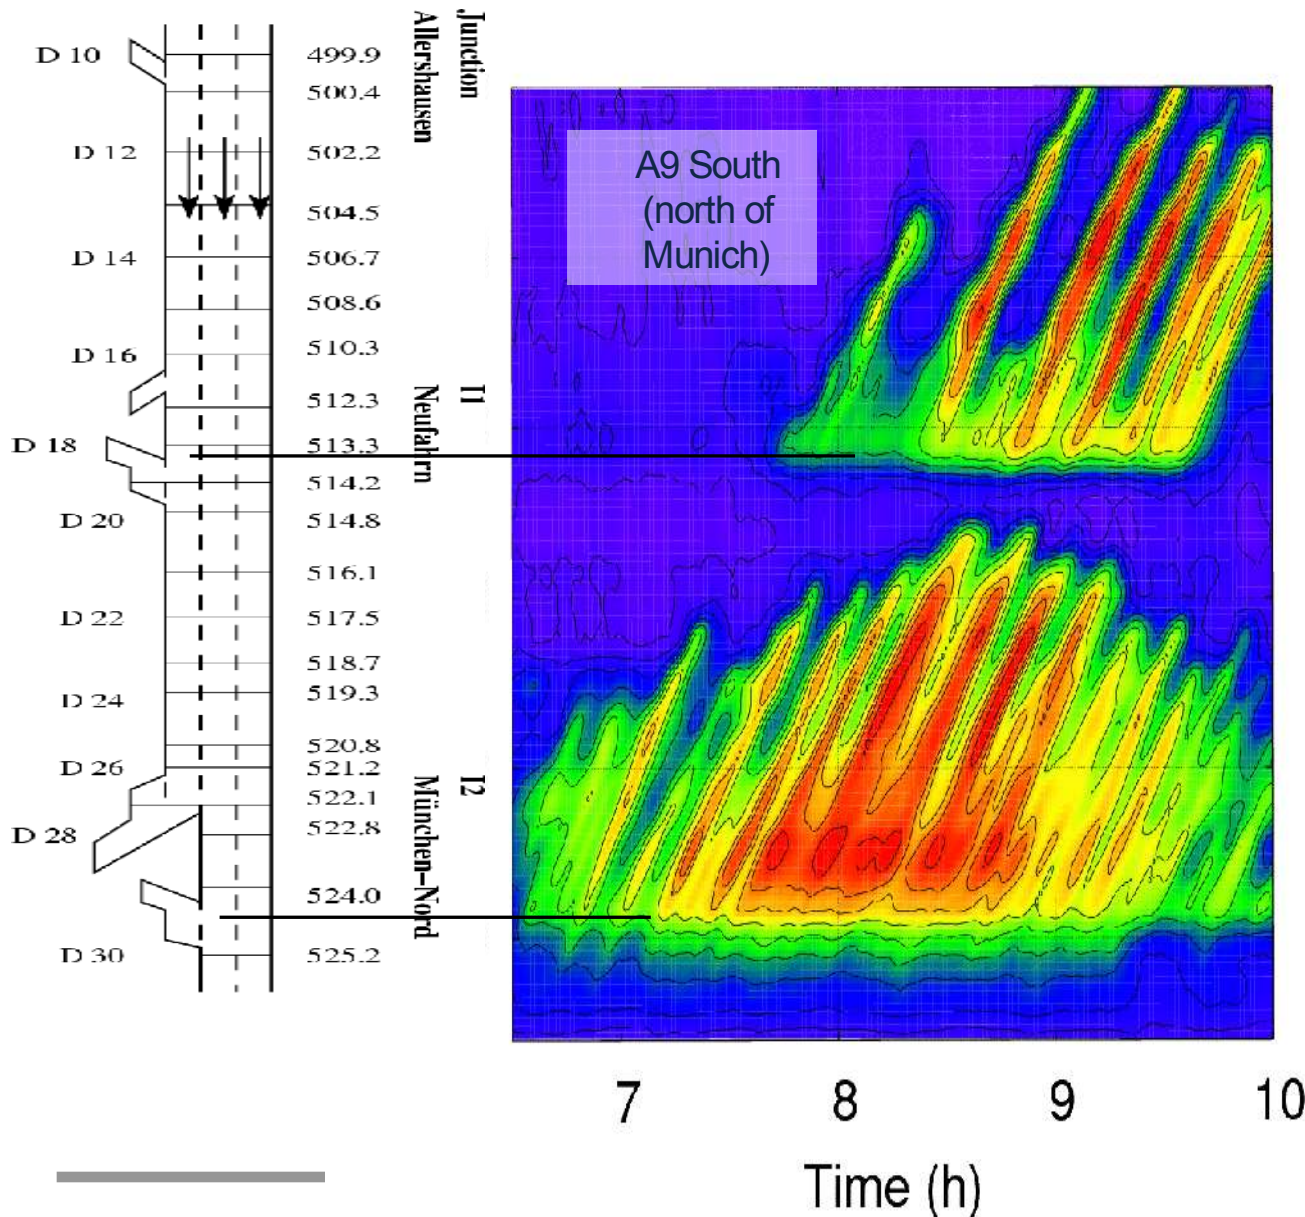 D 10
499.9
500.4
D 12
502.2
504.5
D 14
506.7
508.6
D 16
510.3
512.3
D 18
513.3
514.2
D 20
514.8
516.1
D 22
517.5
518.7
D 24
519.3
520.8
D 26
521.2
522.1
D 28
522.8
524.0
D 30
525.2
Junction
Allershausen
I1
Neufahrn
I2
München-Nord
A9 South
(north of
Munich)
7 8 9 10
Time (h)